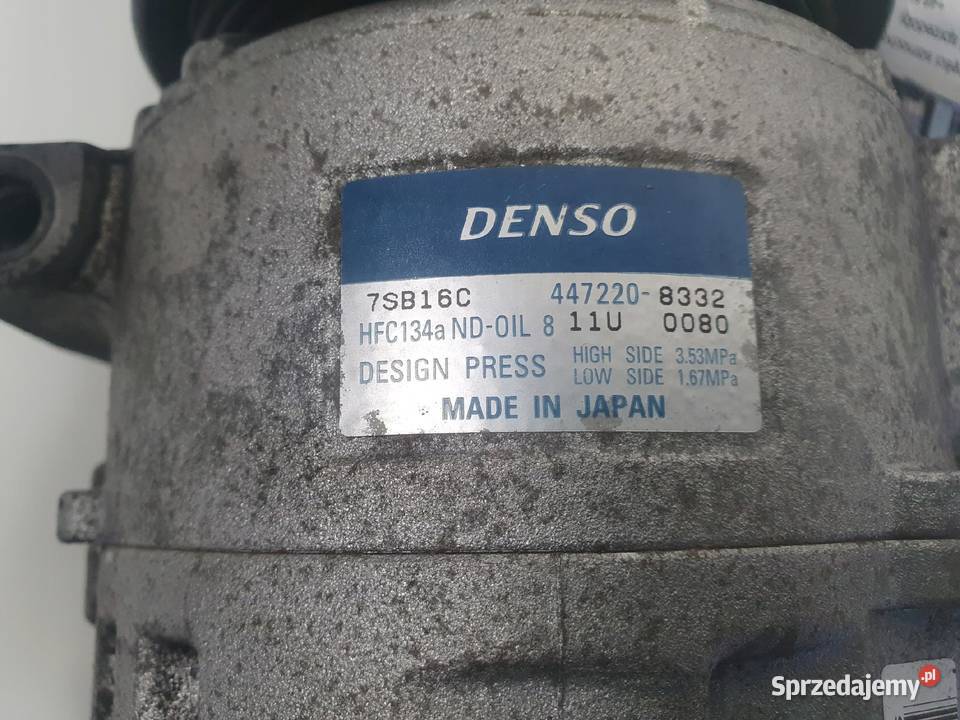 DENSO
7SB16C 447220-8332
HFC134a ND-OIL 8 11U 0080
DESIGN PRESS HIGH SIDE 3.53MPa
LOW SIDE 1.67MPa
MADE IN JAPAN
Sprzedajemy.pl